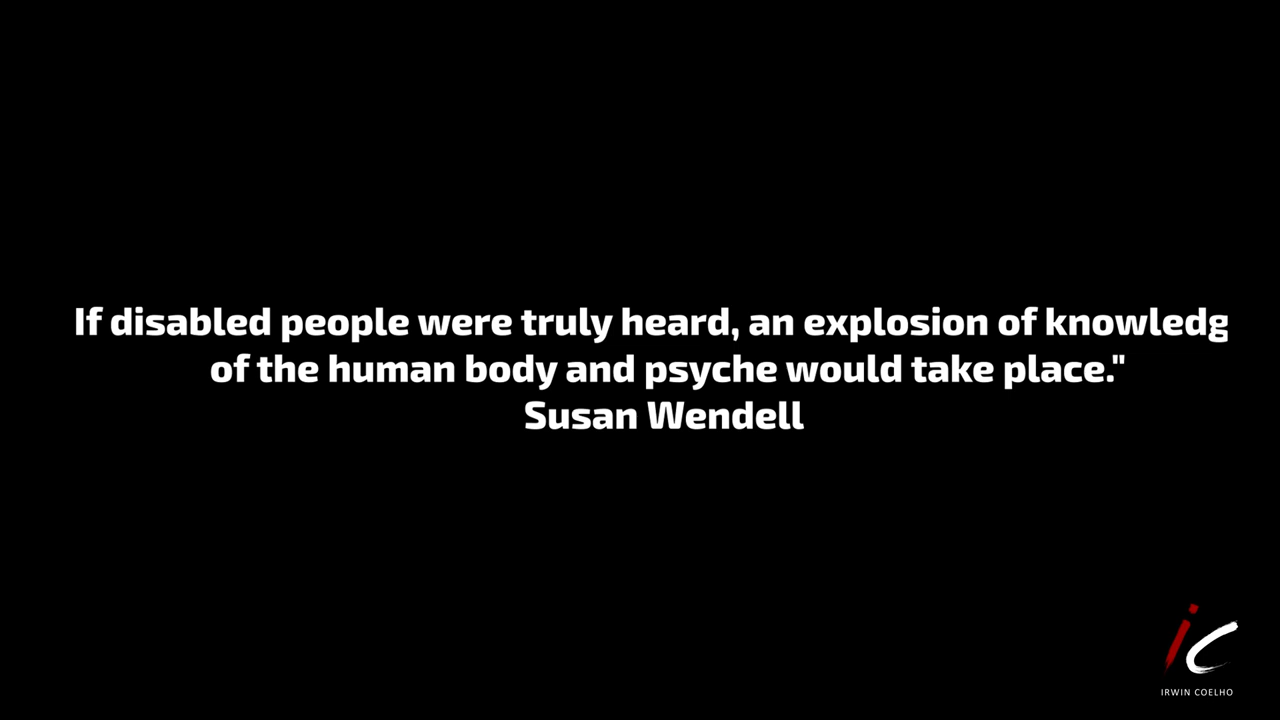 If disabled people were truly heard, an explosion of knowledg
of the human body and psyche would take place."
Susan Wendell
ic
IRWIN COELHO